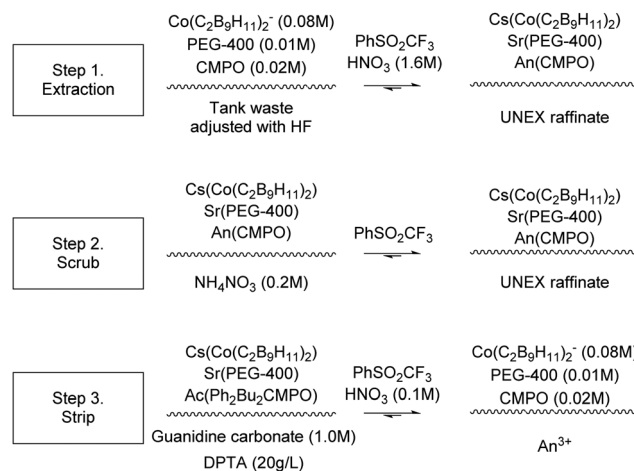 Step 1.
Extraction
Co(C₂B₉H₁₁)₂⁻ (0.08M)
PEG-400 (0.01M)
CMPO (0.02M)
Tank waste
adjusted with HF
PhSO₂CF₃
HNO₃ (1.6M)
Cs(Co(C₂B₉H₁₁)₂)
Sr(PEG-400)
An(CMPO)
UNEX raffinate
Step 2.
Scrub
Cs(Co(C₂B₉H₁₁)₂)
Sr(PEG-400)
An(CMPO)
NH₄NO₃ (0.2M)
PhSO₂CF₃
Cs(Co(C₂B₉H₁₁)₂)
Sr(PEG-400)
An(CMPO)
UNEX raffinate
Step 3.
Strip
Cs(Co(C₂B₉H₁₁)₂)
Sr(PEG-400)
Ac(Ph₂Bu₂CMPO)
Guanidine carbonate (1.0M)
DPTA (20g/L)
PhSO₂CF₃
HNO₃ (0.1M)
Co(C₂B₉H₁₁)₂⁻ (0.08M)
PEG-400 (0.01M)
CMPO (0.02M)
An³⁺